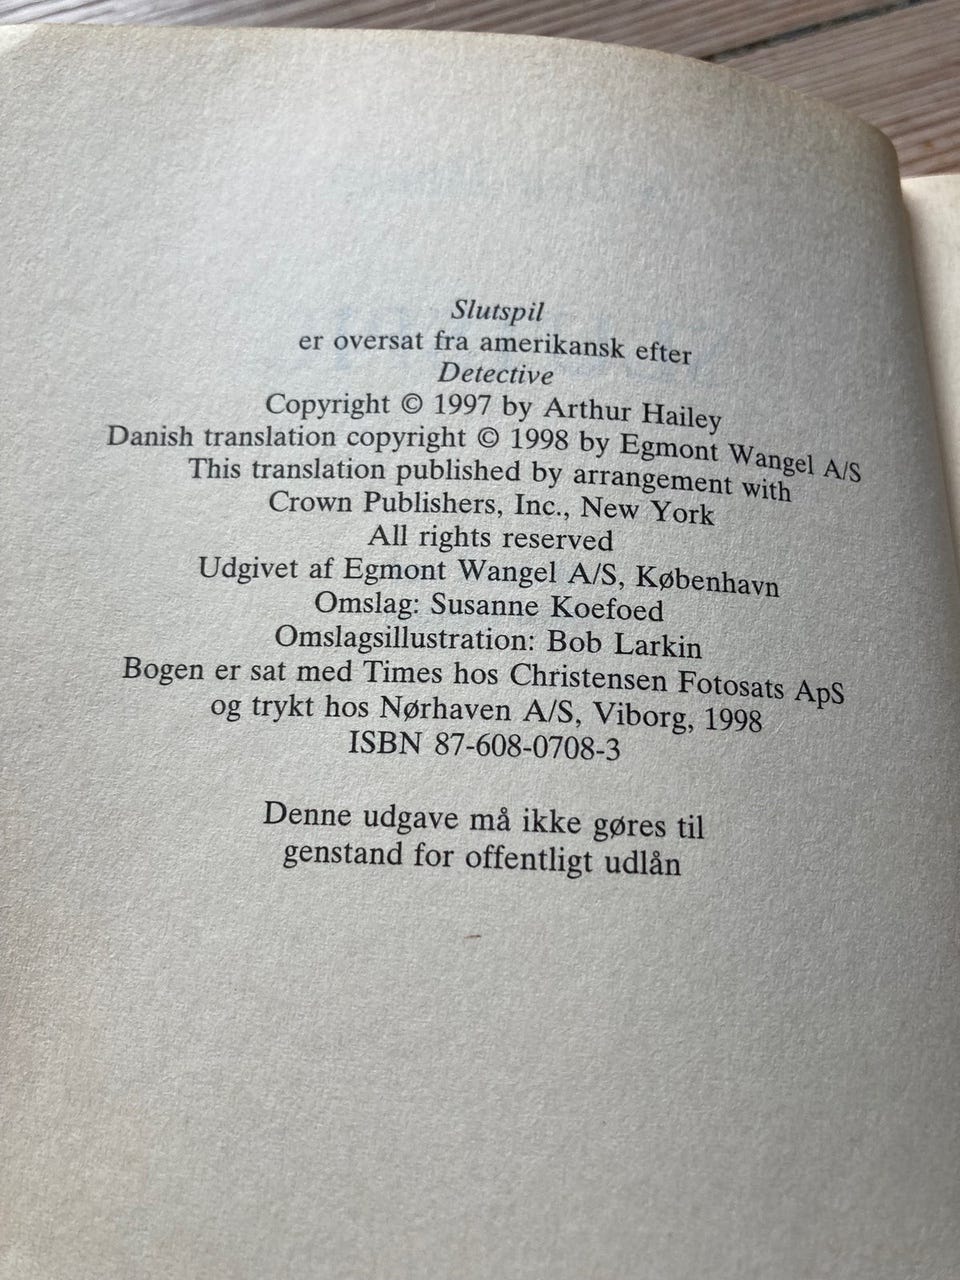 Slutspil
er oversat fra amerikansk efter
Detective
Copyright © 1997 by Arthur Hailey
Danish translation copyright © 1998 by Egmont Wangel A/S
This translation published by arrangement with
Crown Publishers, Inc., New York
All rights reserved
Udgivet af Egmont Wangel A/S, København
Omslag: Susanne Koefoed
Omslagsillustration: Bob Larkin
Bogen er sat med Times hos Christensen Fotosats ApS
og trykt hos Nørhaven A/S, Viborg, 1998
ISBN 87-608-0708-3
Denne udgave må ikke gøres til
genstand for offentligt udlån